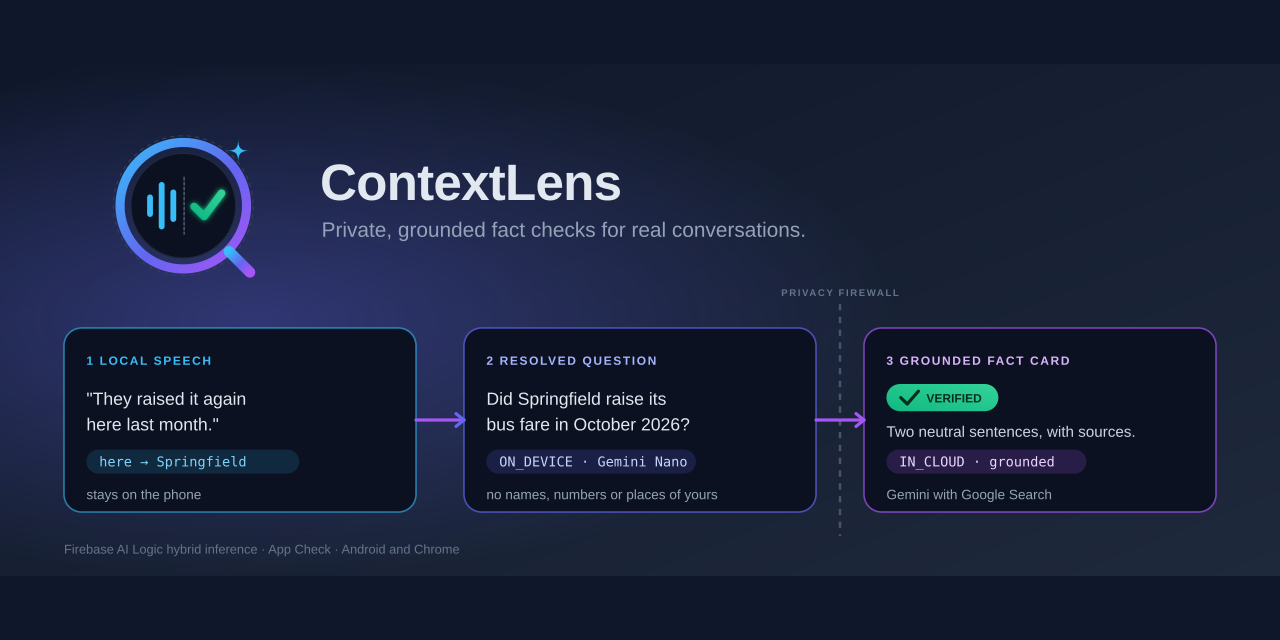 ContextLens
Private, grounded fact checks for real conversations.
PRIVACY FIREWALL
1 LOCAL SPEECH
"They raised it again
here last month."
here → Springfield
stays on the phone
2 RESOLVED QUESTION
Did Springfield raise its
bus fare in October 2026?
ON_DEVICE · Gemini Nano
no names, numbers or places of yours
3 GROUNDED FACT CARD
VERIFIED
Two neutral sentences, with sources.
IN_CLOUD · grounded
Gemini with Google Search
Firebase AI Logic hybrid inference · App Check · Android and Chrome